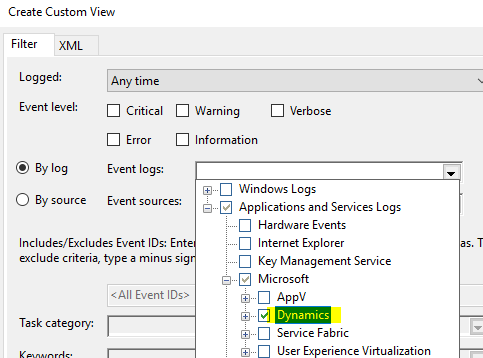 Create Custom View
Filter XML
Logged: Any time
Event level: Critical Warning Verbose
Error Information
By log Event logs:
Windows Logs
By source Event sources: Applications and Services Logs
Hardware Events
Includes/Excludes Event IDs: Enter Internet Explorer as. T
exclude criteria, type a minus sign Key Management Service
Microsoft
<All Event IDs> AppV
Task category: Dynamics
Service Fabric
Keywords: User Experience Virtualization